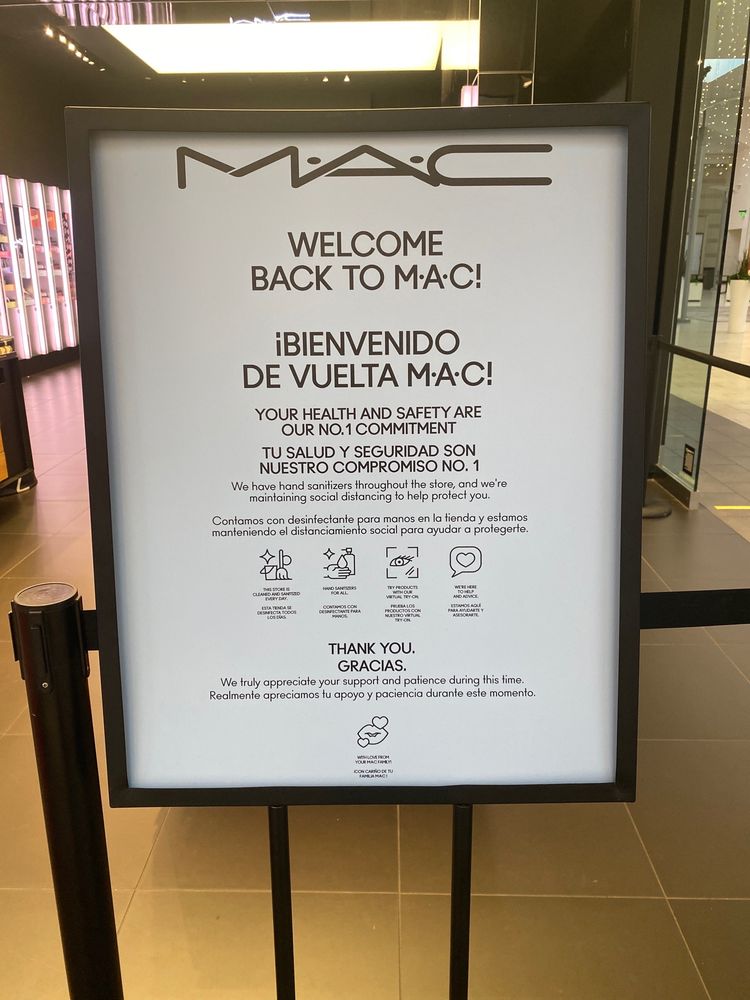 M·A·C
WELCOME
BACK TO M·A·C!
¡BIENVENIDO
DE VUELTA M·A·C!
YOUR HEALTH AND SAFETY ARE
OUR NO.1 COMMITMENT
TU SALUD Y SEGURIDAD SON
NUESTRO COMPROMISO NO. 1
We have hand sanitizers throughout the store, and we're
maintaining social distancing to help protect you.
Contamos con desinfectante para manos en la tienda y estamos
manteniendo el distanciamiento social para ayudar a protegerte.
THIS STORE IS
CLEANED AND SANITIZED
EVERY DAY.
ESTA TIENDA SE
DESINFECTA TODOS
LOS DÍAS.
HAND SANITIZERS
FOR ALL.
CONTAMOS CON
DESINFECTANTE PARA
MANOS.
TRY PRODUCTS
WITH OUR
VIRTUAL TRY-ON.
PRUEBA LOS
PRODUCTOS CON
NUESTRO VIRTUAL
TRY-ON.
WE'RE HERE
TO HELP
AND ADVICE.
ESTAMOS AQUÍ
PARA AYUDARTE Y
ASESORARTE.
THANK YOU.
GRACIAS.
We truly appreciate your support and patience during this time.
Realmente apreciamos tu apoyo y paciencia durante este momento.
WITH LOVE FROM
YOUR MAC FAMILY!
¡CON CARIÑO DE TU
FAMILIA MAC!